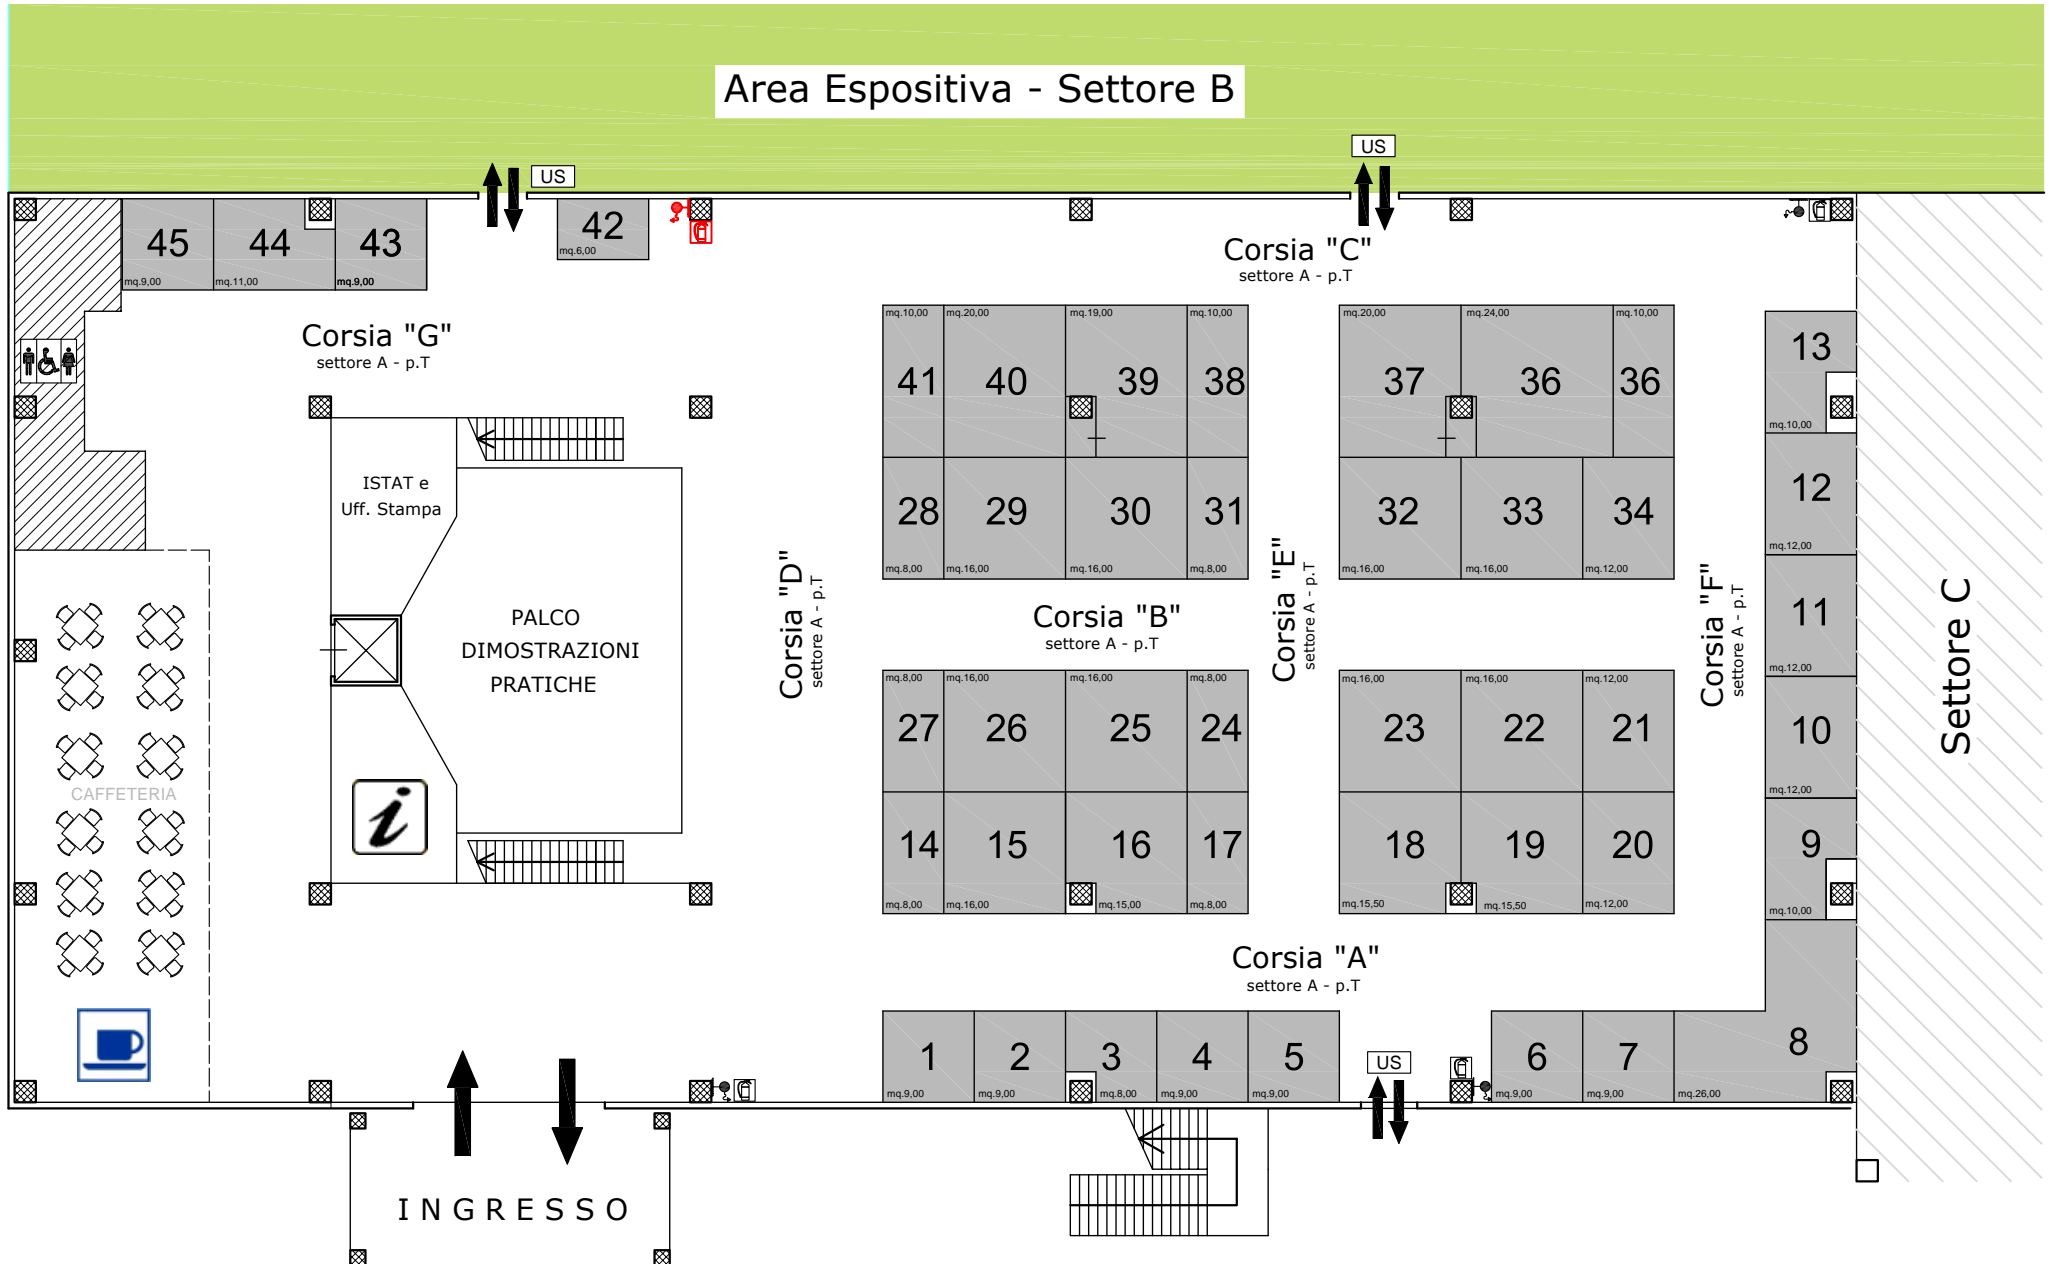 Area Espositiva - Settore B
US
US
45
mq.9,00
44
mq.11,00
43
mq.9,00
42
mq.6,00
Corsia "C"
settore A - p.T
Corsia "G"
settore A - p.T
mq.10,00
mq.20,00
mq.19,00
mq.10,00
41
40
39
38
mq.20,00
mq.24,00
mq.10,00
37
36
36
13
mq.10,00
28
29
30
31
mq.8,00
mq.16,00
mq.16,00
mq.8,00
32
33
34
mq.16,00
mq.16,00
mq.12,00
12
mq.12,00
ISTAT e
Uff. Stampa
PALCO
DIMOSTRAZIONI
PRATICHE
Corsia "D"
settore A - p.T
Corsia "B"
settore A - p.T
Corsia "E"
settore A - p.T
Corsia "F"
settore A - p.T
11
mq.12,00
Settore C
mq.8,00
mq.16,00
mq.16,00
mq.8,00
27
26
25
24
mq.16,00
mq.16,00
mq.12,00
23
22
21
10
mq.12,00
CAFFETERIA
i
14
15
16
17
mq.8,00
mq.16,00
mq.15,00
mq.8,00
18
19
20
mq.15,50
mq.15,50
mq.12,00
9
mq.10,00
Corsia "A"
settore A - p.T
1
2
3
4
5
mq.9,00
mq.9,00
mq.8,00
mq.9,00
mq.9,00
US
6
7
8
mq.9,00
mq.9,00
mq.26,00
INGRESSO